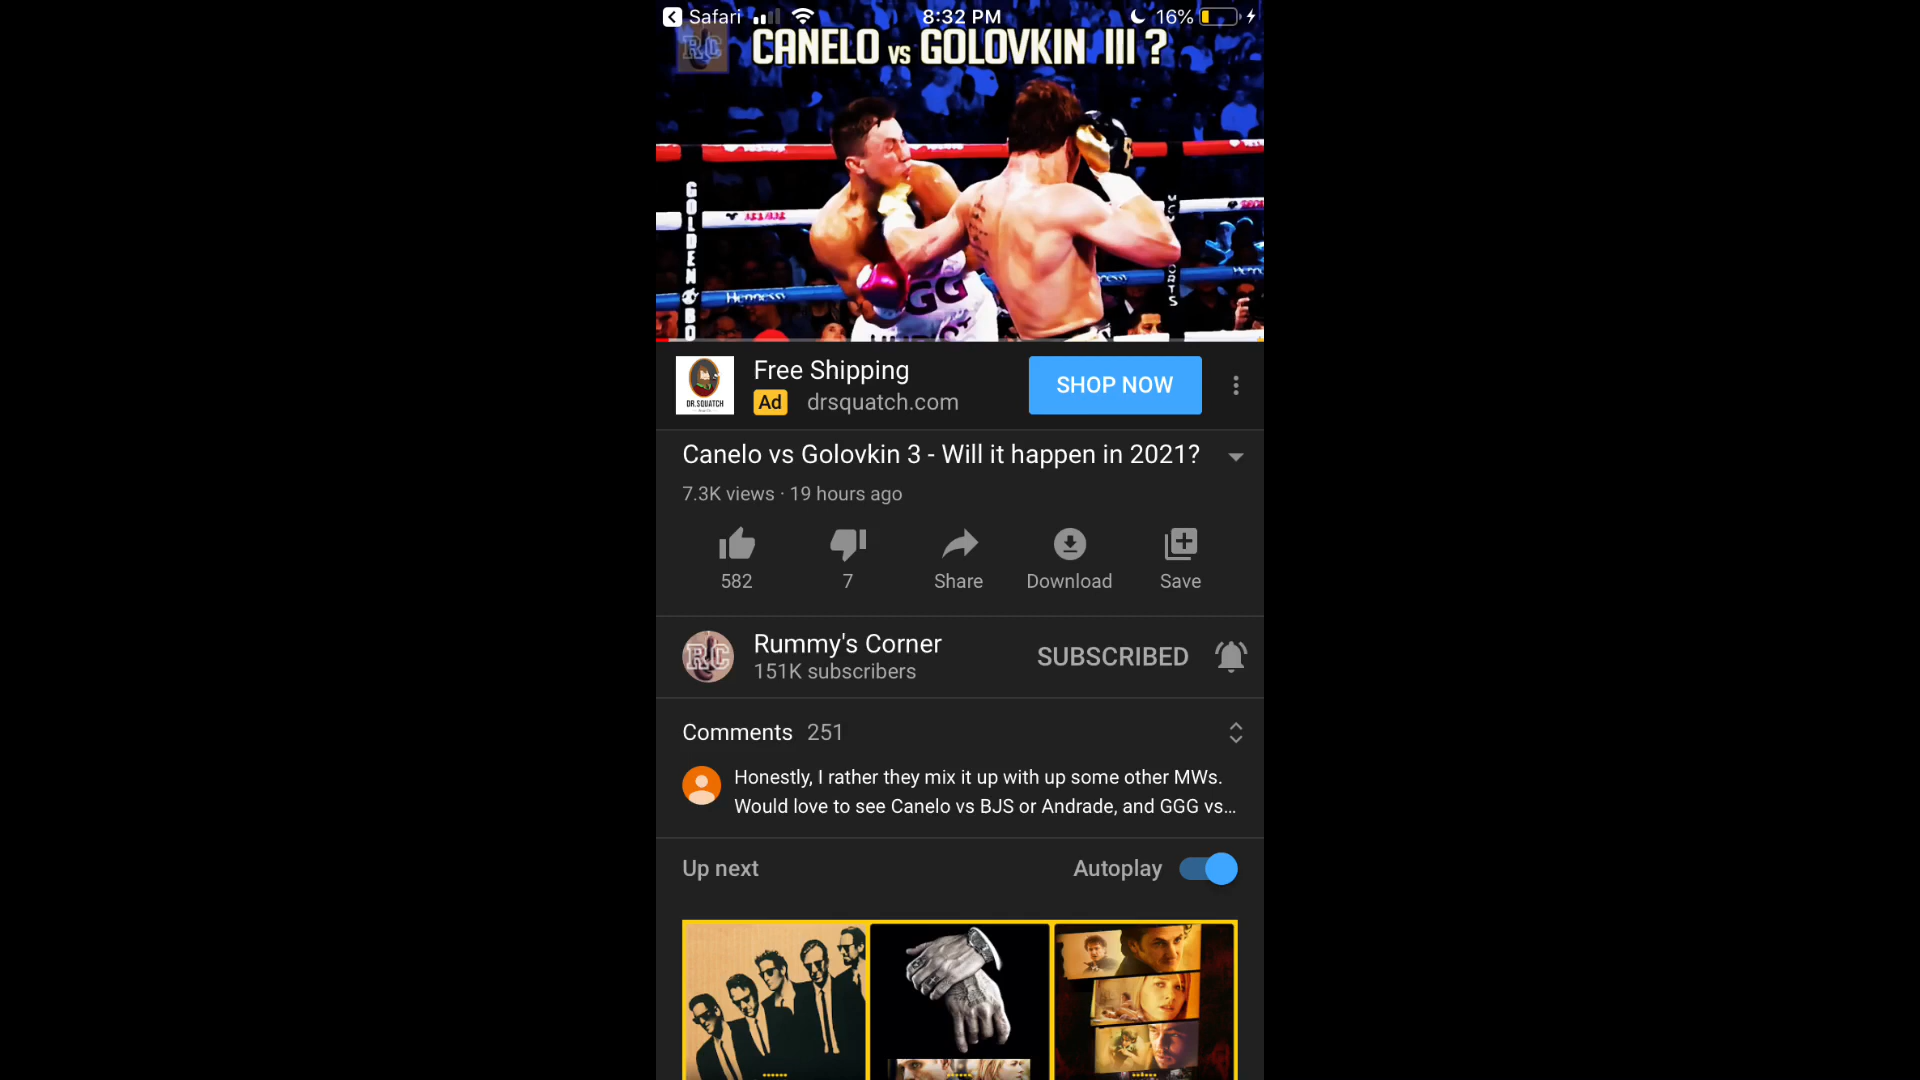 Safari
8:32 PM
16%
RC
CANELO VS GOLOVKIN III ?
GOLDEN BO
Hennessy
GG
Free Shipping
SHOP NOW
DR.SQUATCH
Ad
drsquatch.com
Canelo vs Golovkin 3 - Will it happen in 2021?
7.3K views · 19 hours ago
582
7
Share
Download
Save
RC
Rummy's Corner
151K subscribers
SUBSCRIBED
Comments 251
Honestly, I rather they mix it up with up some other MWs.
Would love to see Canelo vs BJS or Andrade, and GGG vs...
Up next
Autoplay